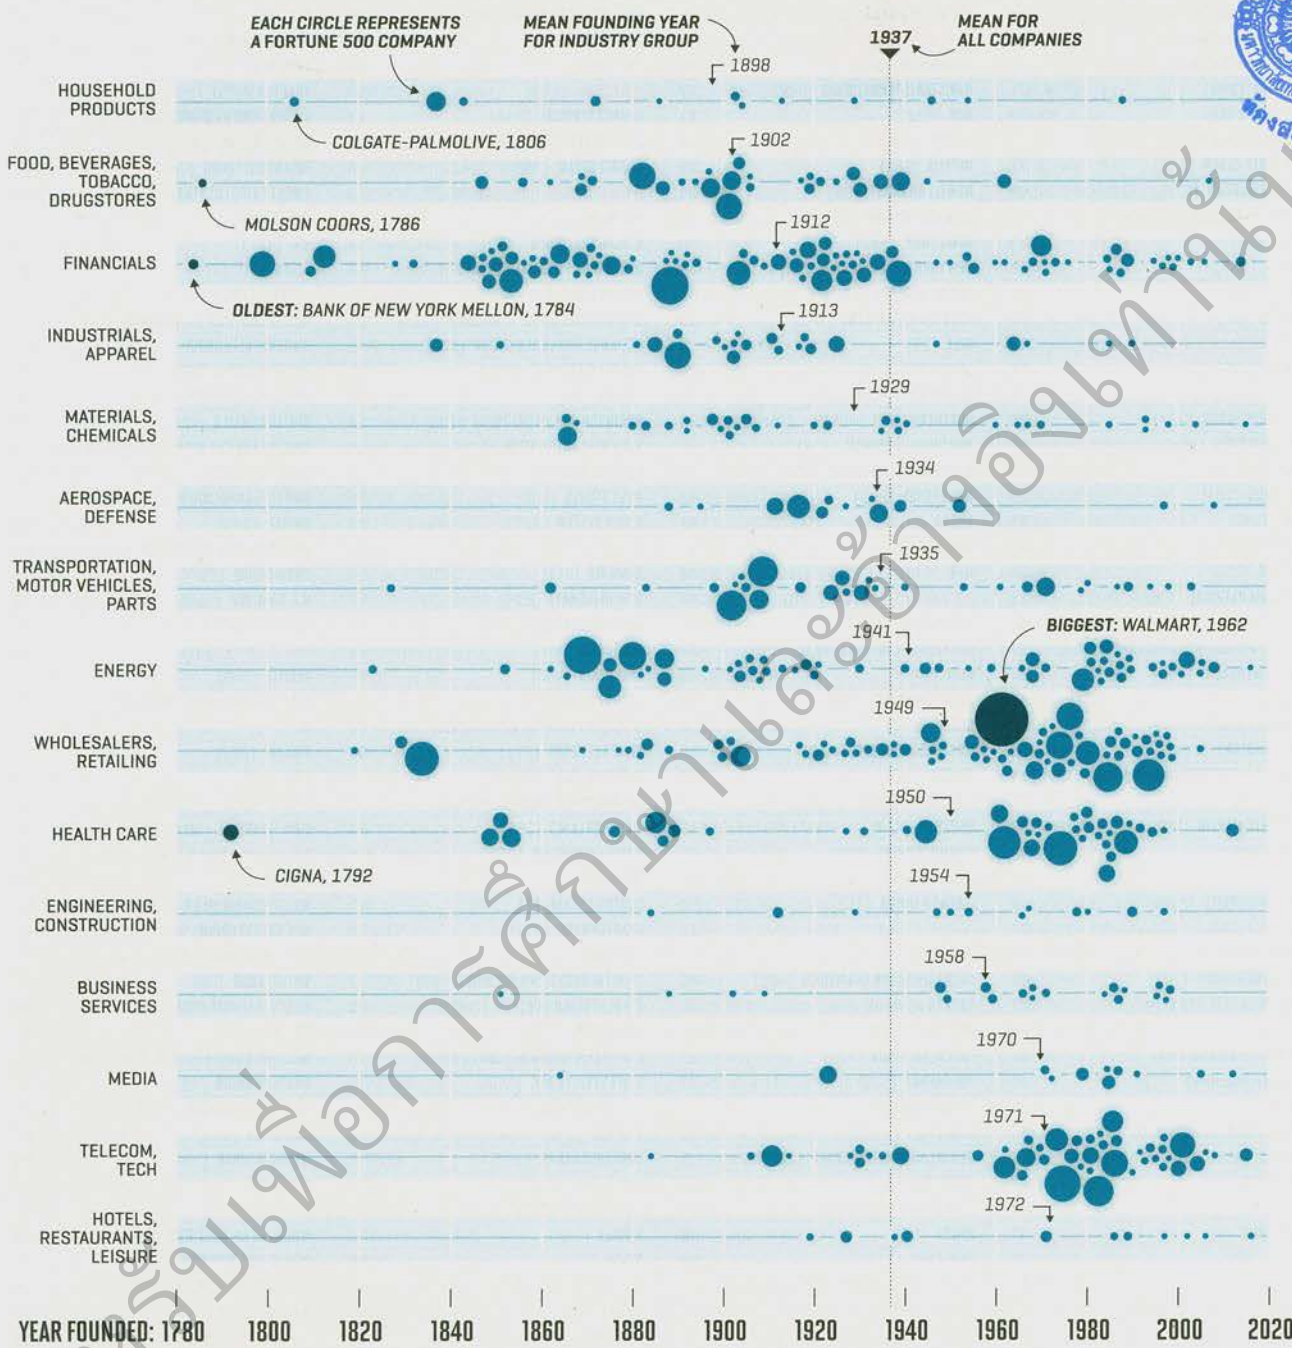 EACH CIRCLE REPRESENTS
A FORTUNE 500 COMPANY
MEAN FOUNDING YEAR
FOR INDUSTRY GROUP
1937
MEAN FOR
ALL COMPANIES
HOUSEHOLD
PRODUCTS
1898
COLGATE-PALMOLIVE, 1806
FOOD, BEVERAGES,
TOBACCO,
DRUGSTORES
1902
MOLSON COORS, 1786
FINANCIALS
1912
OLDEST: BANK OF NEW YORK MELLON, 1784
INDUSTRIALS,
APPAREL
1913
MATERIALS,
CHEMICALS
1929
AEROSPACE,
DEFENSE
1934
TRANSPORTATION,
MOTOR VEHICLES,
PARTS
1935
ENERGY
1941
BIGGEST: WALMART, 1962
WHOLESALERS,
RETAILING
1949
HEALTH CARE
1950
CIGNA, 1792
ENGINEERING,
CONSTRUCTION
1954
BUSINESS
SERVICES
1958
MEDIA
1970
TELECOM,
TECH
1971
HOTELS,
RESTAURANTS,
LEISURE
1972
YEAR FOUNDED: 1780 1800 1820 1840 1860 1880 1900 1920 1940 1960 1980 2000 2020